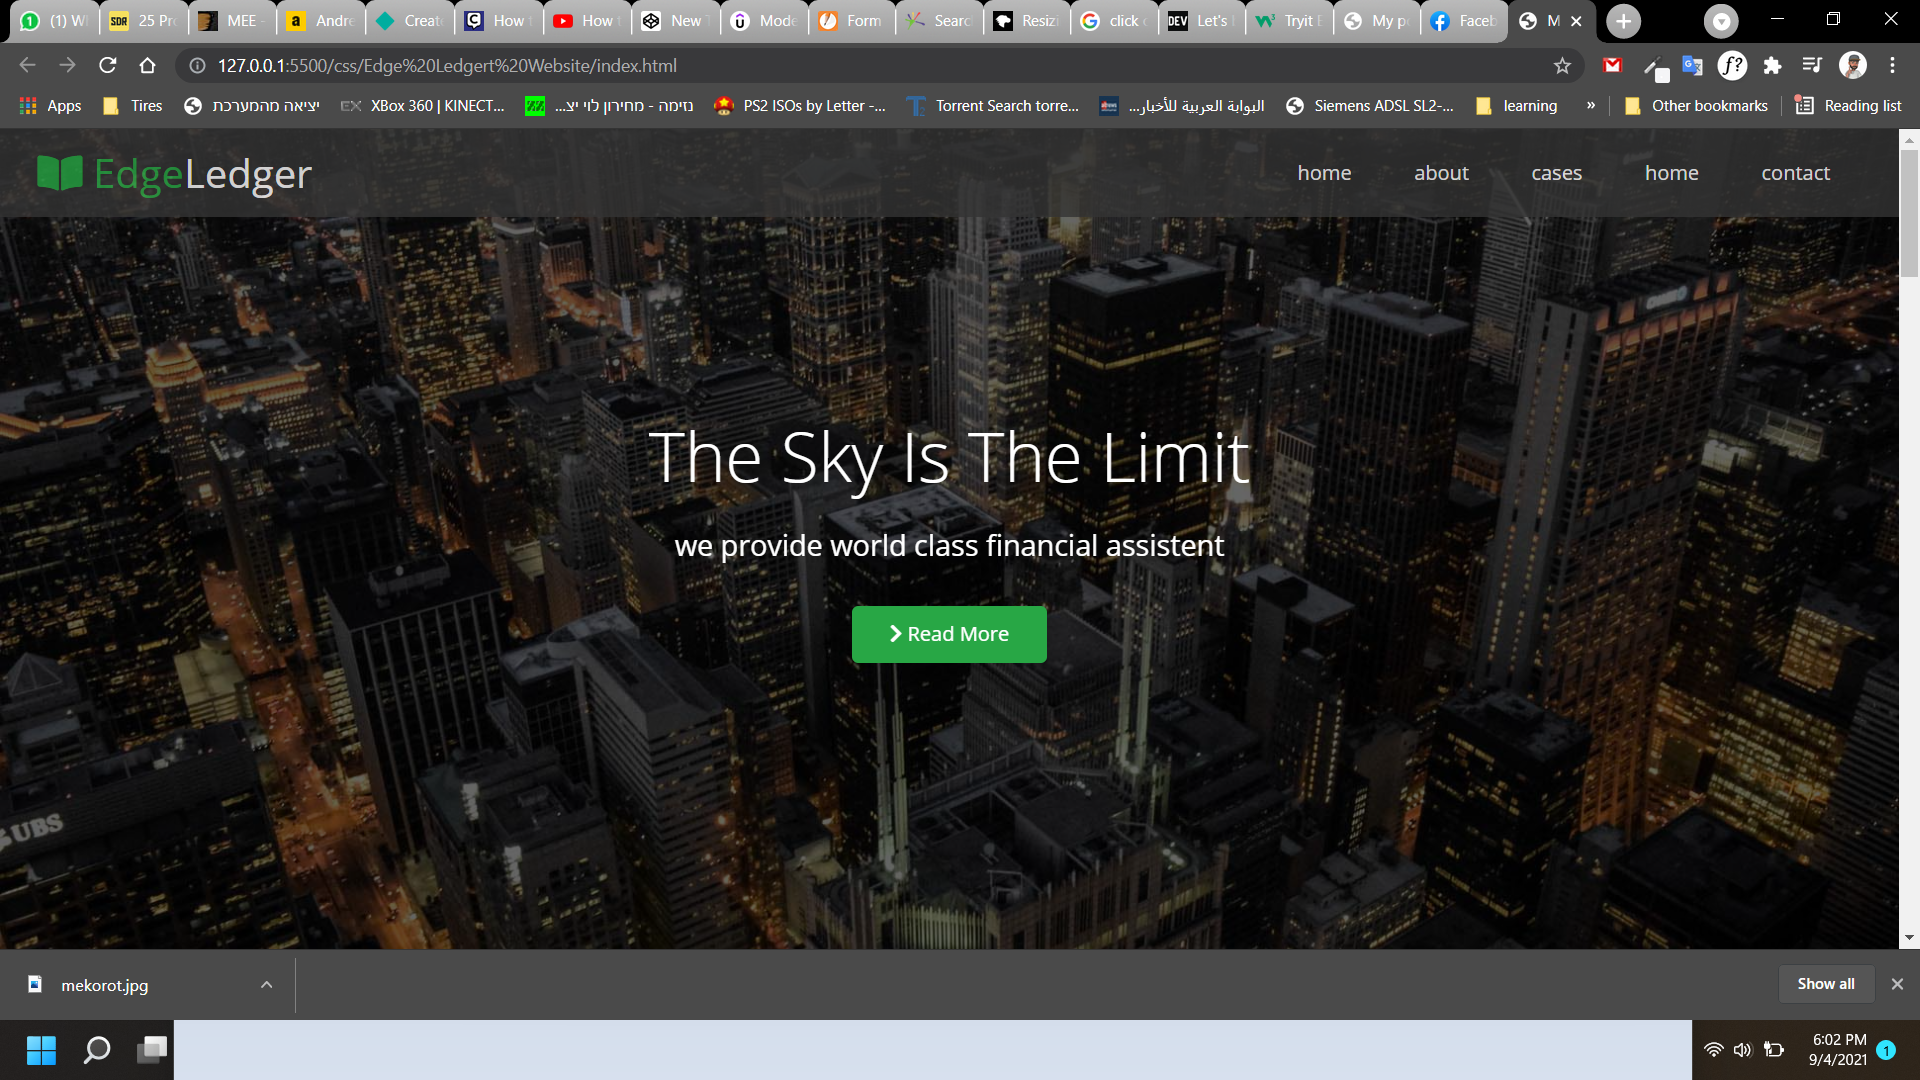 (1) W
25 Pr
MEE -
Andre
Creat
How
How
New
Mode
Form
Searc
Resizi
click
Let's
Tryit E
My p
Faceb
M
127.0.0.1:5500/css/Edge%20Ledgert%20Website/index.html
Apps
Tires
יציאה מהמערכת
XBox 360 | KINECT...
נזימה - מחירון לוי יצ...
PS2 ISOs by Letter -...
Torrent Search torre...
البوابة العربية للأخبار...
Siemens ADSL SL2-...
learning
»
Other bookmarks
Reading list
EdgeLedger
home
about
cases
home
contact
The Sky Is The Limit
we provide world class financial assistent
Read More
UBS
mekorot.jpg
Show all
6:02 PM
9/4/2021
1